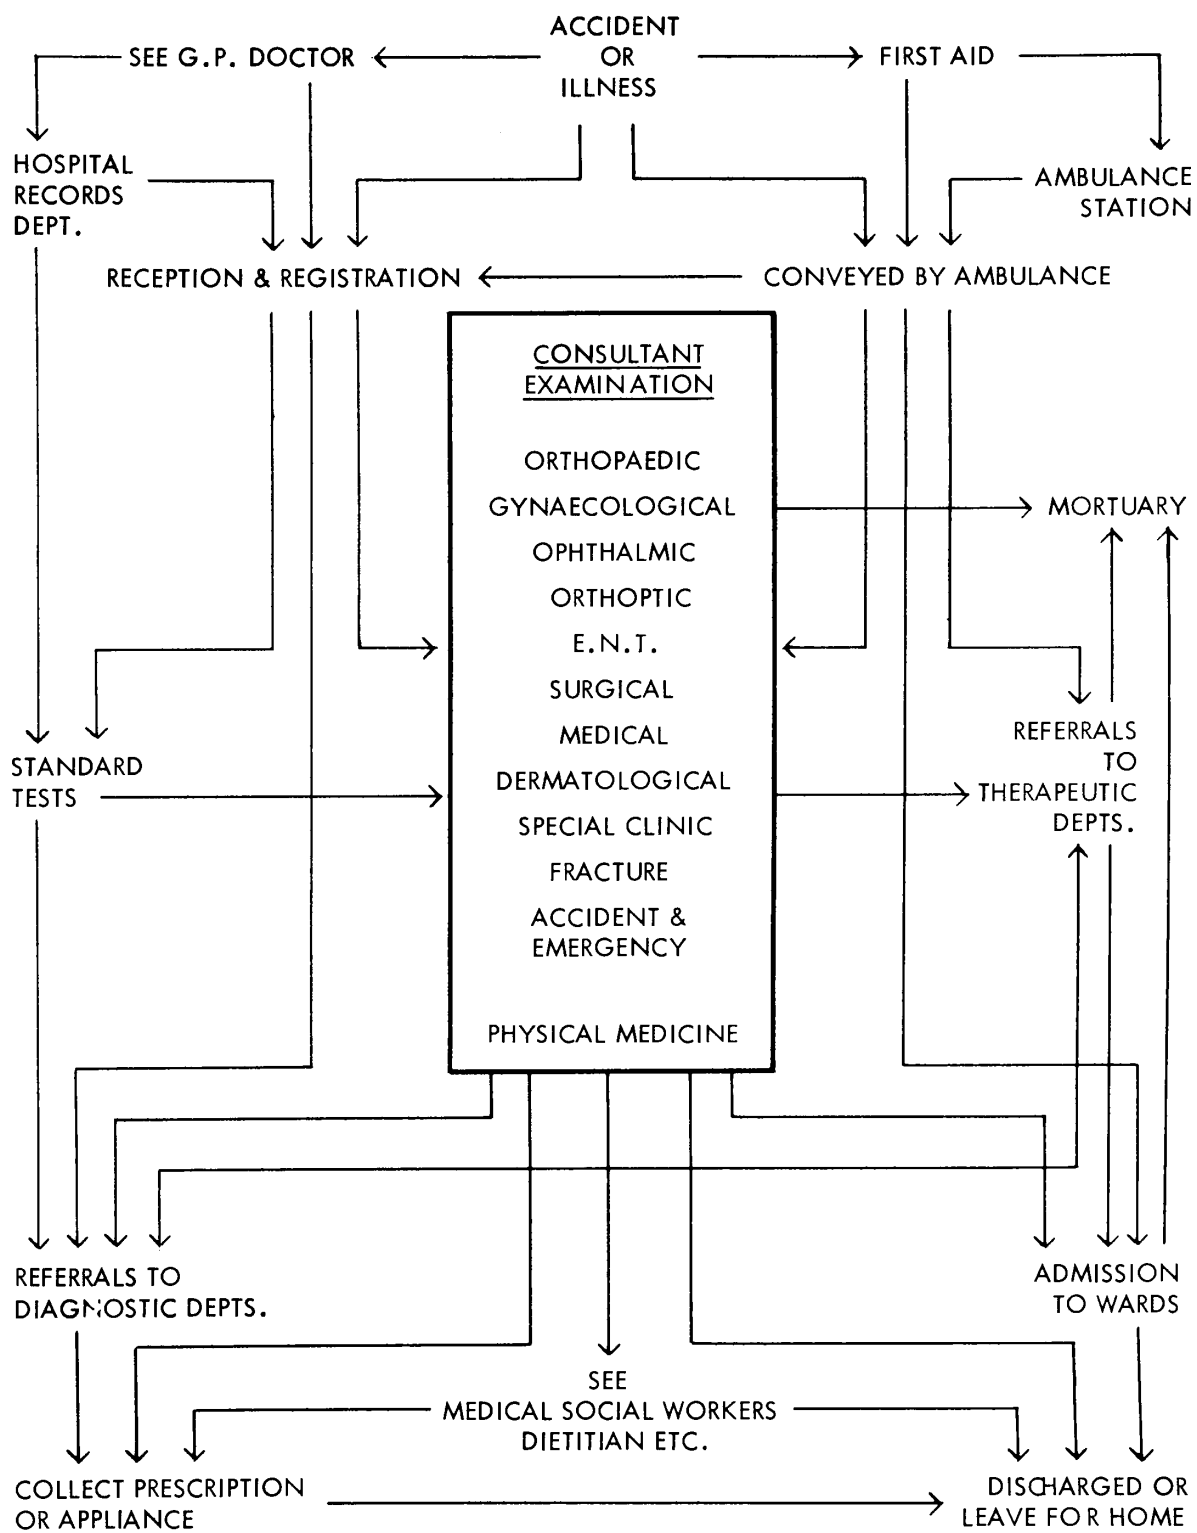 ACCIDENT
OR
ILLNESS
SEE G.P. DOCTOR
FIRST AID
HOSPITAL
RECORDS
DEPT.
AMBULANCE
STATION
RECEPTION & REGISTRATION
CONVEYED BY AMBULANCE
CONSULTANT
EXAMINATION
ORTHOPAEDIC
GYNAECOLOGICAL
OPHTHALMIC
ORTHOPTIC
E.N.T.
SURGICAL
MEDICAL
DERMATOLOGICAL
SPECIAL CLINIC
FRACTURE
ACCIDENT &
EMERGENCY
PHYSICAL MEDICINE
MORTUARY
STANDARD
TESTS
REFERRALS
TO
THERAPEUTIC
DEPTS.
REFERRALS TO
DIAGNOSTIC DEPTS.
ADMISSION
TO WARDS
SEE
MEDICAL SOCIAL WORKERS
DIETITIAN ETC.
COLLECT PRESCRIPTION
OR APPLIANCE
DISCHARGED OR
LEAVE FOR HOME